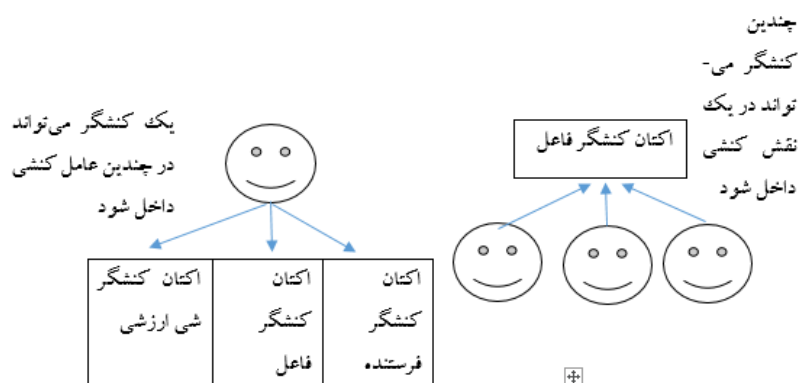 چندین
کنشگر می-
تواند در یک
نقش کنشی
داخل شود
اکتان کنشگر فاعل
یک کنشگر می‌تواند
در چندین عامل کنشی
داخل شود
اکتان
کنشگر
فرستنده
اکتان
کنشگر
فاعل
اکتان کنشگر
شی ارزشی